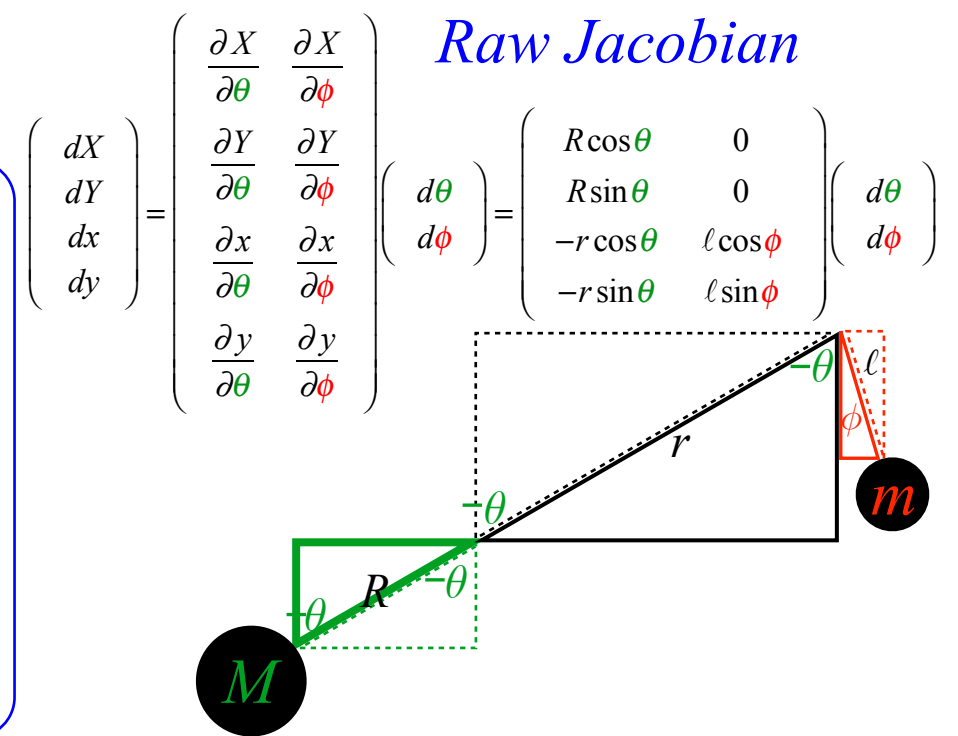 Raw Jacobian
( dX dY dx dy ) = ( ∂X/∂θ ∂X/∂ϕ ∂Y/∂θ ∂Y/∂ϕ ∂x/∂θ ∂x/∂ϕ ∂y/∂θ ∂y/∂ϕ ) ( dθ dϕ ) = ( Rcosθ 0 Rsinθ 0 −rcosθ ℓcosϕ −rsinθ ℓsinϕ ) ( dθ dϕ )
−θ
ℓ
ϕ
r
m
−θ
R
−θ
−θ
M